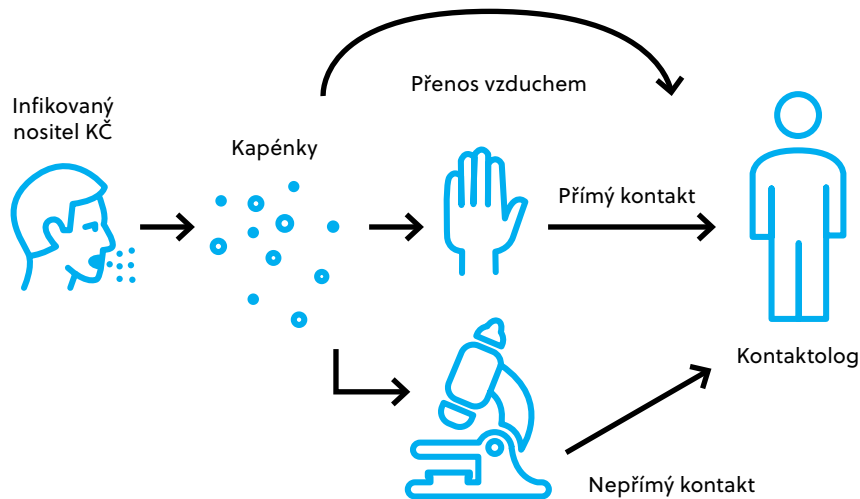 Infikovaný
nositel KČ
Kapénky
Přenos vzduchem
Přímý kontakt
Kontaktolog
Nepřímý kontakt